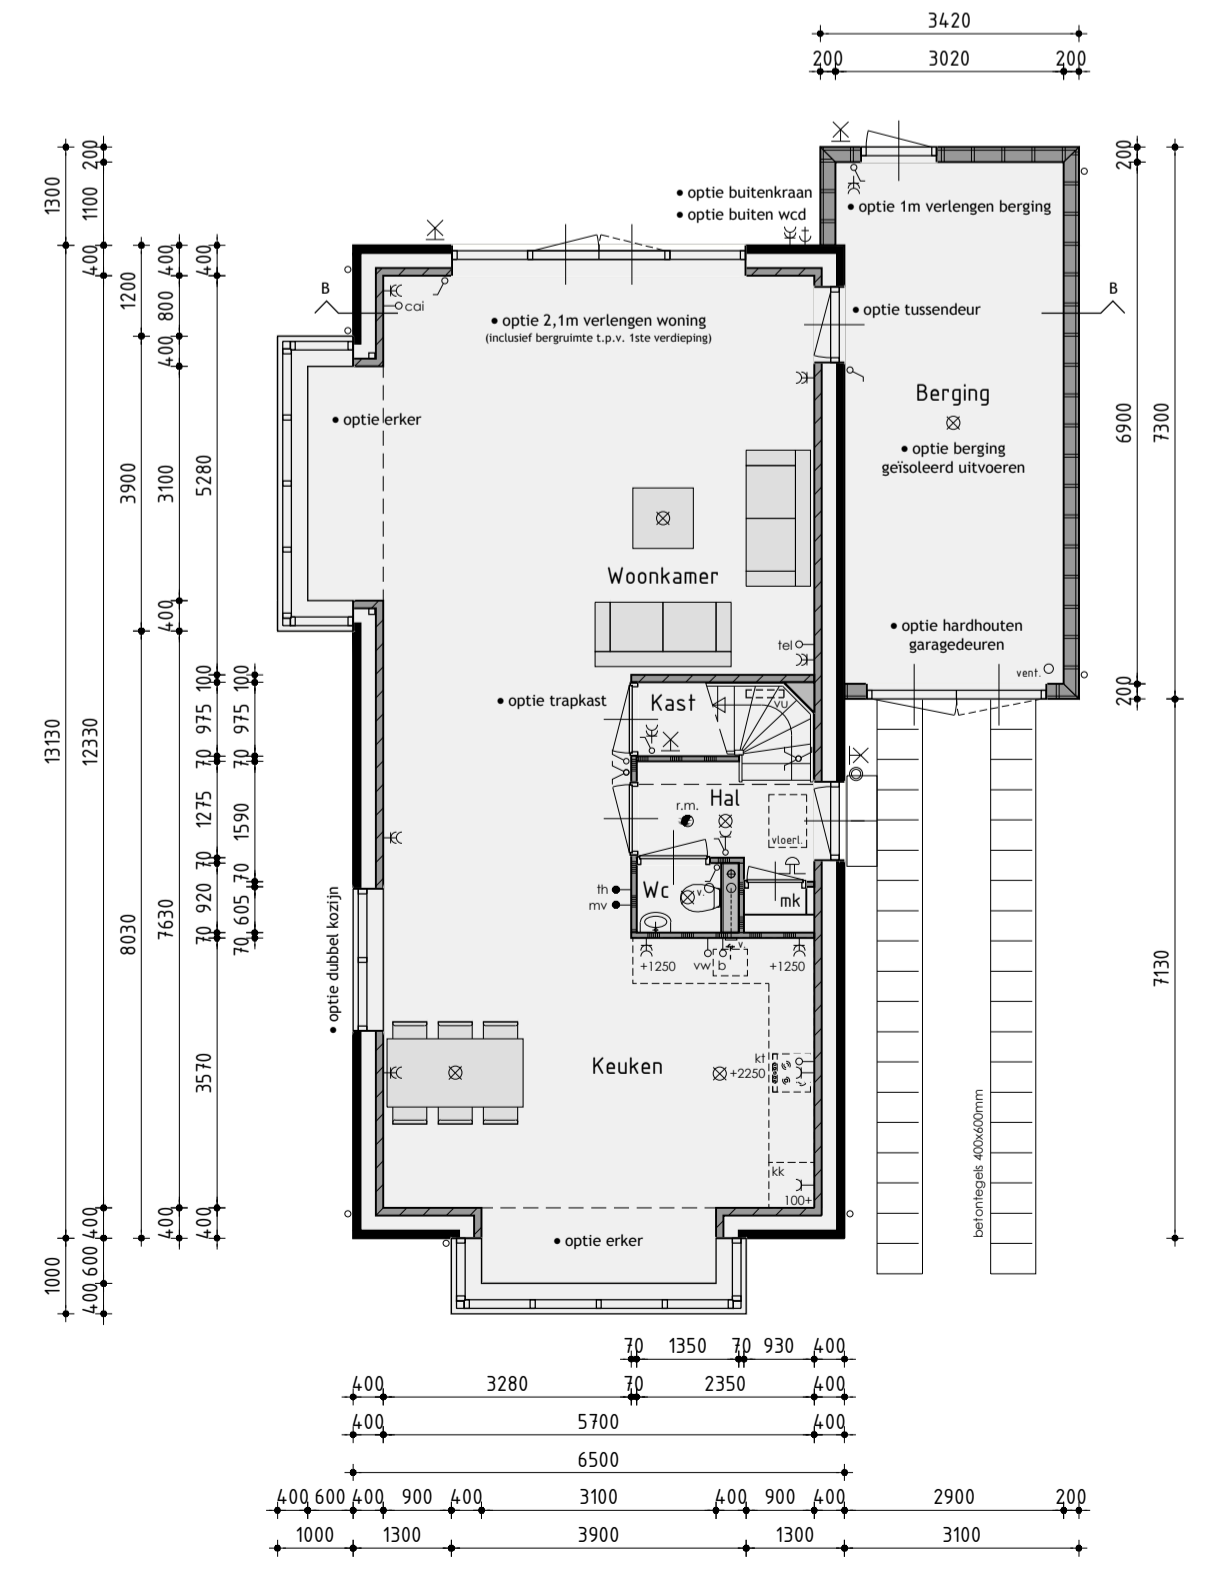 3420
200 3020 200
• optie buitenkraan
• optie buiten wcd
• optie 1m verlengen berging
200
1300
1100
400
400
1200
800
400
200
B
cai
• optie 2,1m verlengen woning
(inclusief bergruimte t.p.v. 1ste verdieping)
• optie tussendeur
B
• optie erker
Berging
• optie berging
geïsoleerd uitvoeren
6900
7300
3900
3100
5280
Woonkamer
400
• optie hardhouten
garagedeuren
tel
vent.
200
100
100
• optie trapkast
Kast
vu
13130
12330
975
975
70
70
1275
1590
r.m.
Hal
vloerl.
70
70
th
mv
Wc
v.
mk
8030
7630
920
605
70
70
• optie dubbel kozijn
+1250
vw
b
v.
+1250
7130
3570
Keuken
kt
+2250
betontegels 400x600mm
kk
100+
400
400
400
• optie erker
1000
600
400
70 1350 70 930 400
400 3280 70 2350 400
400 5700 400
6500
400 600 400 900 400 3100 400 900 400 2900 200
1000 1300 3900 1300 3100